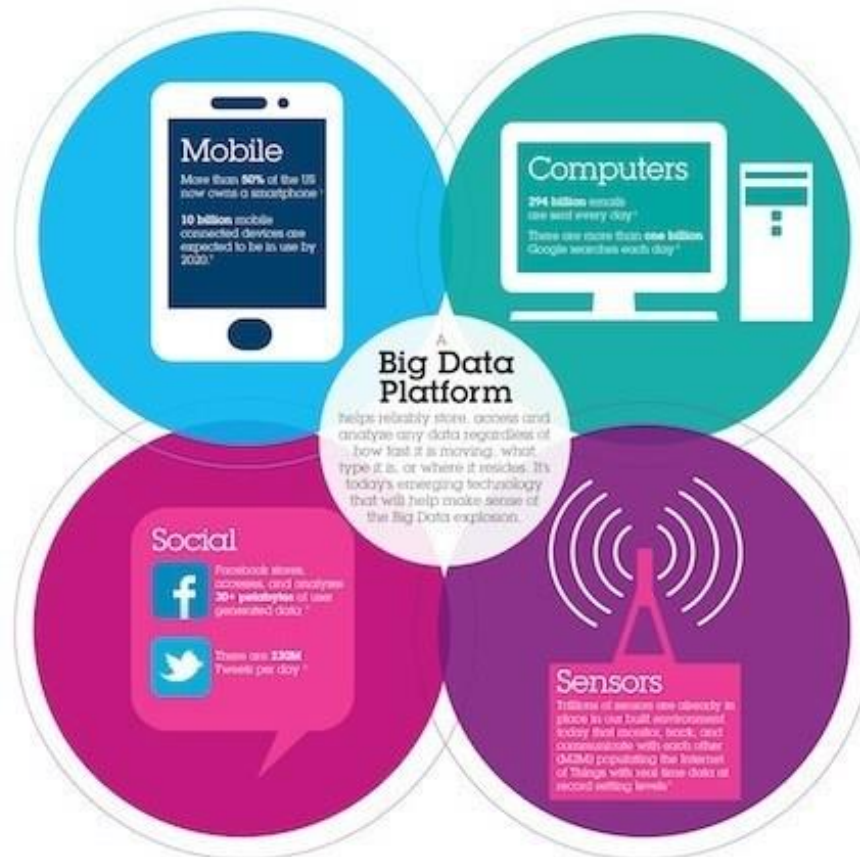 Mobile
More than 50% of the US
now owns a smartphone
10 billion mobile
connected devices are
expected to be in use by
2020.
Computers
294 billion emails
are sent every day
There are more than one billion
Google searches each day
A
Big Data
Platform
helps reliably store, access and
analyze any data regardless of
how fast it is moving, what
type it is, or where it resides. It's
today's emerging technology
that will help make sense of
the Big Data explosion.
Social
f
Facebook stores,
accesses, and analyzes
30+ petabytes of user
generated data
There are 230M
Tweets per day
Sensors
Trillions of sensors are already in
place in our built environment
today that monitor, track, and
communicate with each other
(M2M) populating the Internet
of Things with real time data at
record setting levels